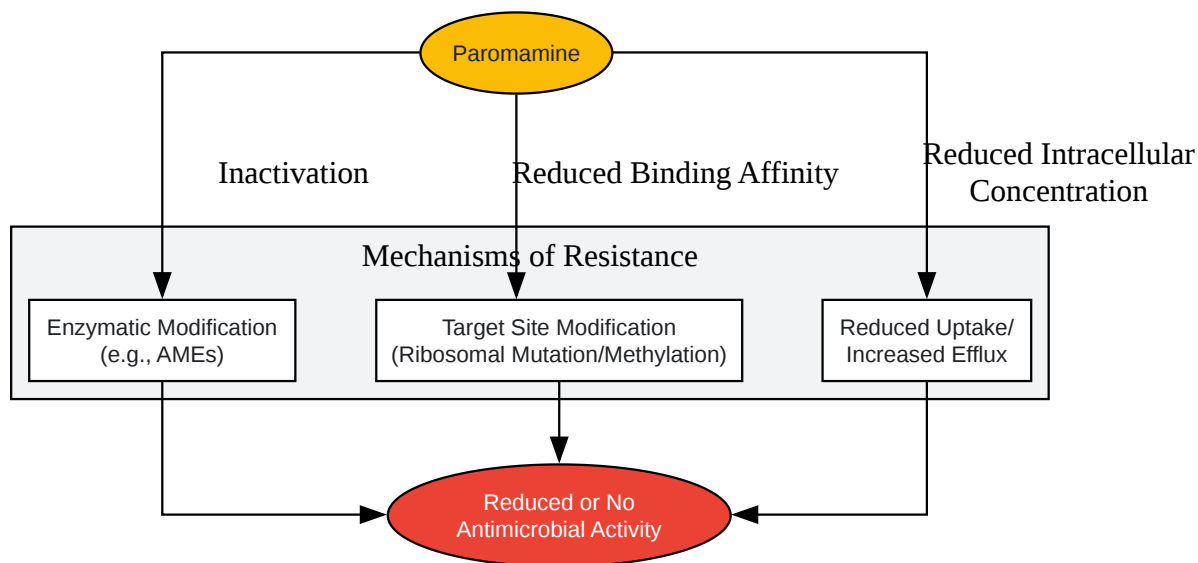 Paromamine
Inactivation
Reduced Binding Affinity
Reduced Intracellular
Concentration
Mechanisms of Resistance
Enzymatic Modification
(e.g., AMEs)
Target Site Modification
(Ribosomal Mutation/Methylation)
Reduced Uptake/
Increased Efflux
Reduced or No
Antimicrobial Activity